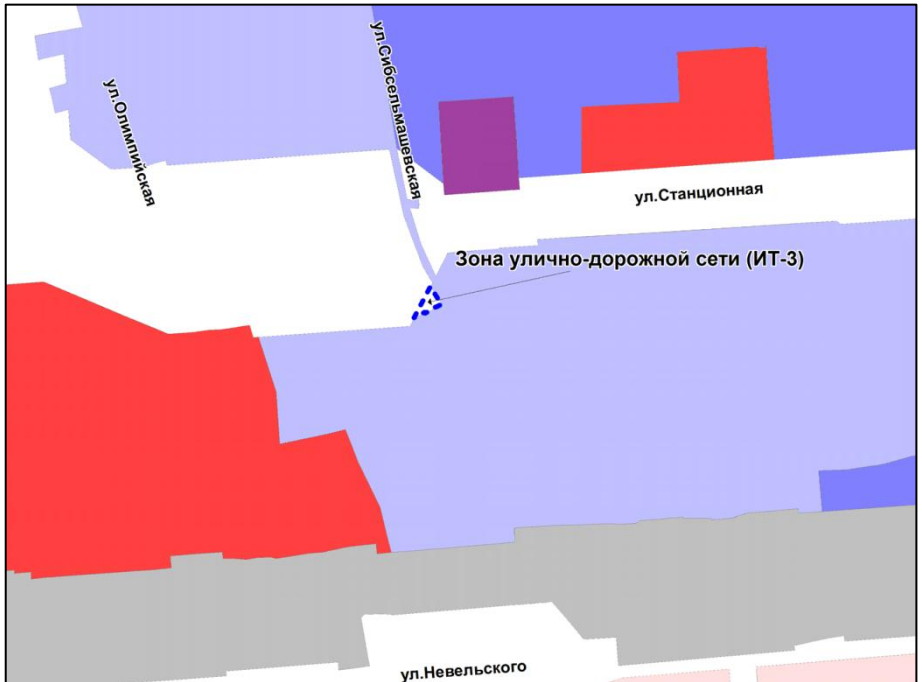 ул.Олимпийская
ул.Сибсельмашевская
ул.Станционная
Зона улично-дорожной сети (ИТ-3)
ул.Невельского